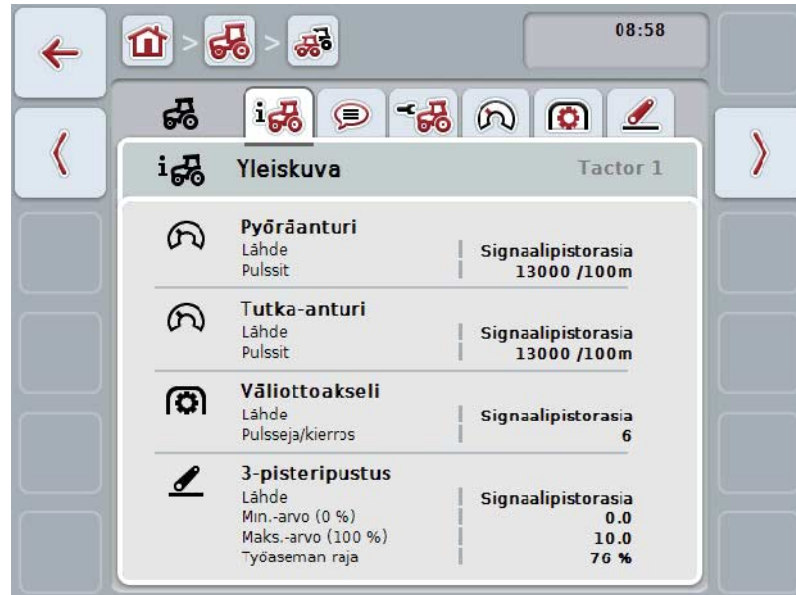 08:58
Yleiskuva Tactor 1
Pyöräanturi
Lähde Signaalipistorasia
Pulssit 13000 /100m
Tutka-anturi
Lähde Signaalipistorasia
Pulssit 13000 /100m
Väliottoakseli
Lähde Signaalipistorasia
Pulsseja/kierros 6
3-pisteripustus
Lähde Signaalipistorasia
Min.-arvo (0 %) 0.0
Maks.-arvo (100 %) 10.0
Työaseman raja 76 %